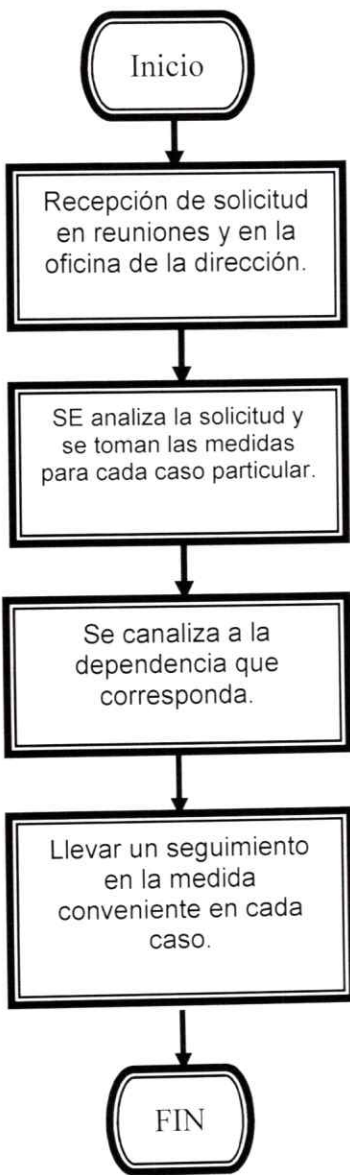 Inicio
Recepción de solicitud
en reuniones y en la
oficina de la dirección.
SE analiza la solicitud y
se toman las medidas
para cada caso particular.
Se canaliza a la
dependencia que
corresponda.
Llevar un seguimiento
en la medida
conveniente en cada
caso.
FIN